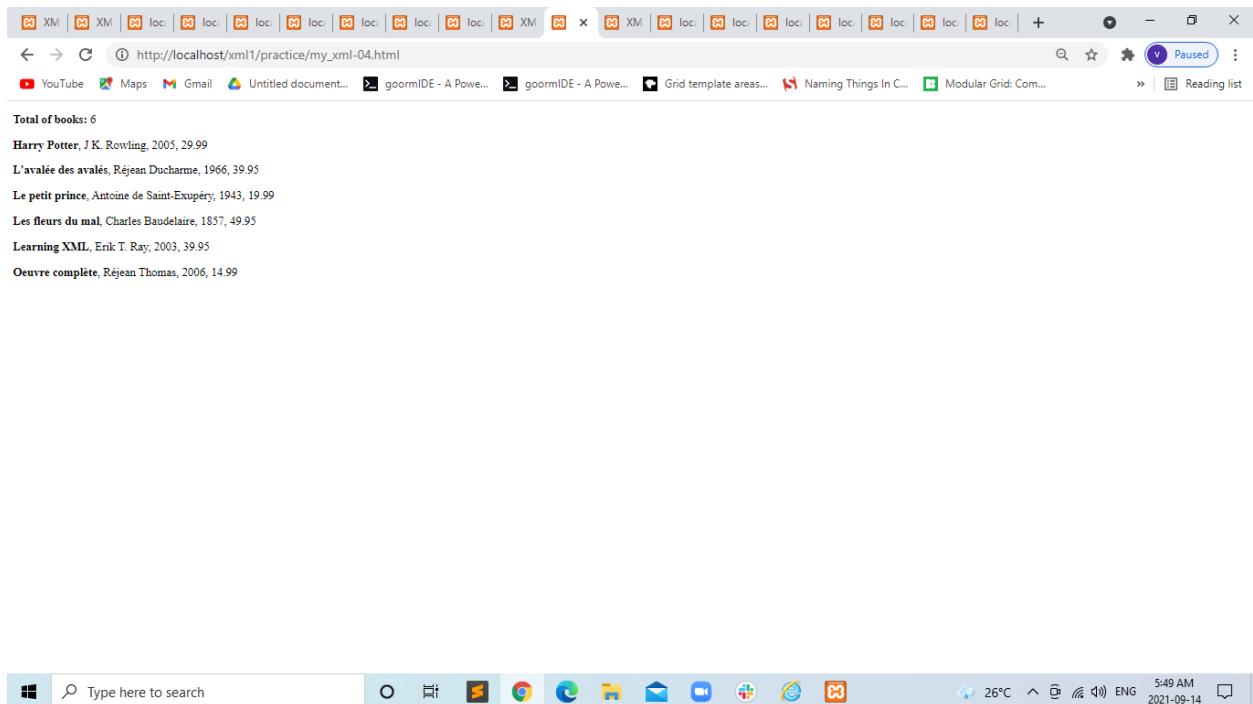 XM XM loc loc loc loc loc loc loc XM XM loc loc loc loc loc loc loc
http://localhost/xml1/practice/my_xml-04.html V Paused
YouTube Maps Gmail Untitled document... goormIDE - A Powe... goormIDE - A Powe... Grid template areas... Naming Things In C... Modular Grid: Com... » Reading list
Total of books: 6
Harry Potter, J K. Rowling, 2005, 29.99
L'avalée des avalés, Réjean Ducharme, 1966, 39.95
Le petit prince, Antoine de Saint-Exupéry, 1943, 19.99
Les fleurs du mal, Charles Baudelaire, 1857, 49.95
Learning XML, Erik T. Ray, 2003, 39.95
Oeuvre complète, Réjean Thomas, 2006, 14.99
Type here to search 26°C ENG 5:49 AM
2021-09-14